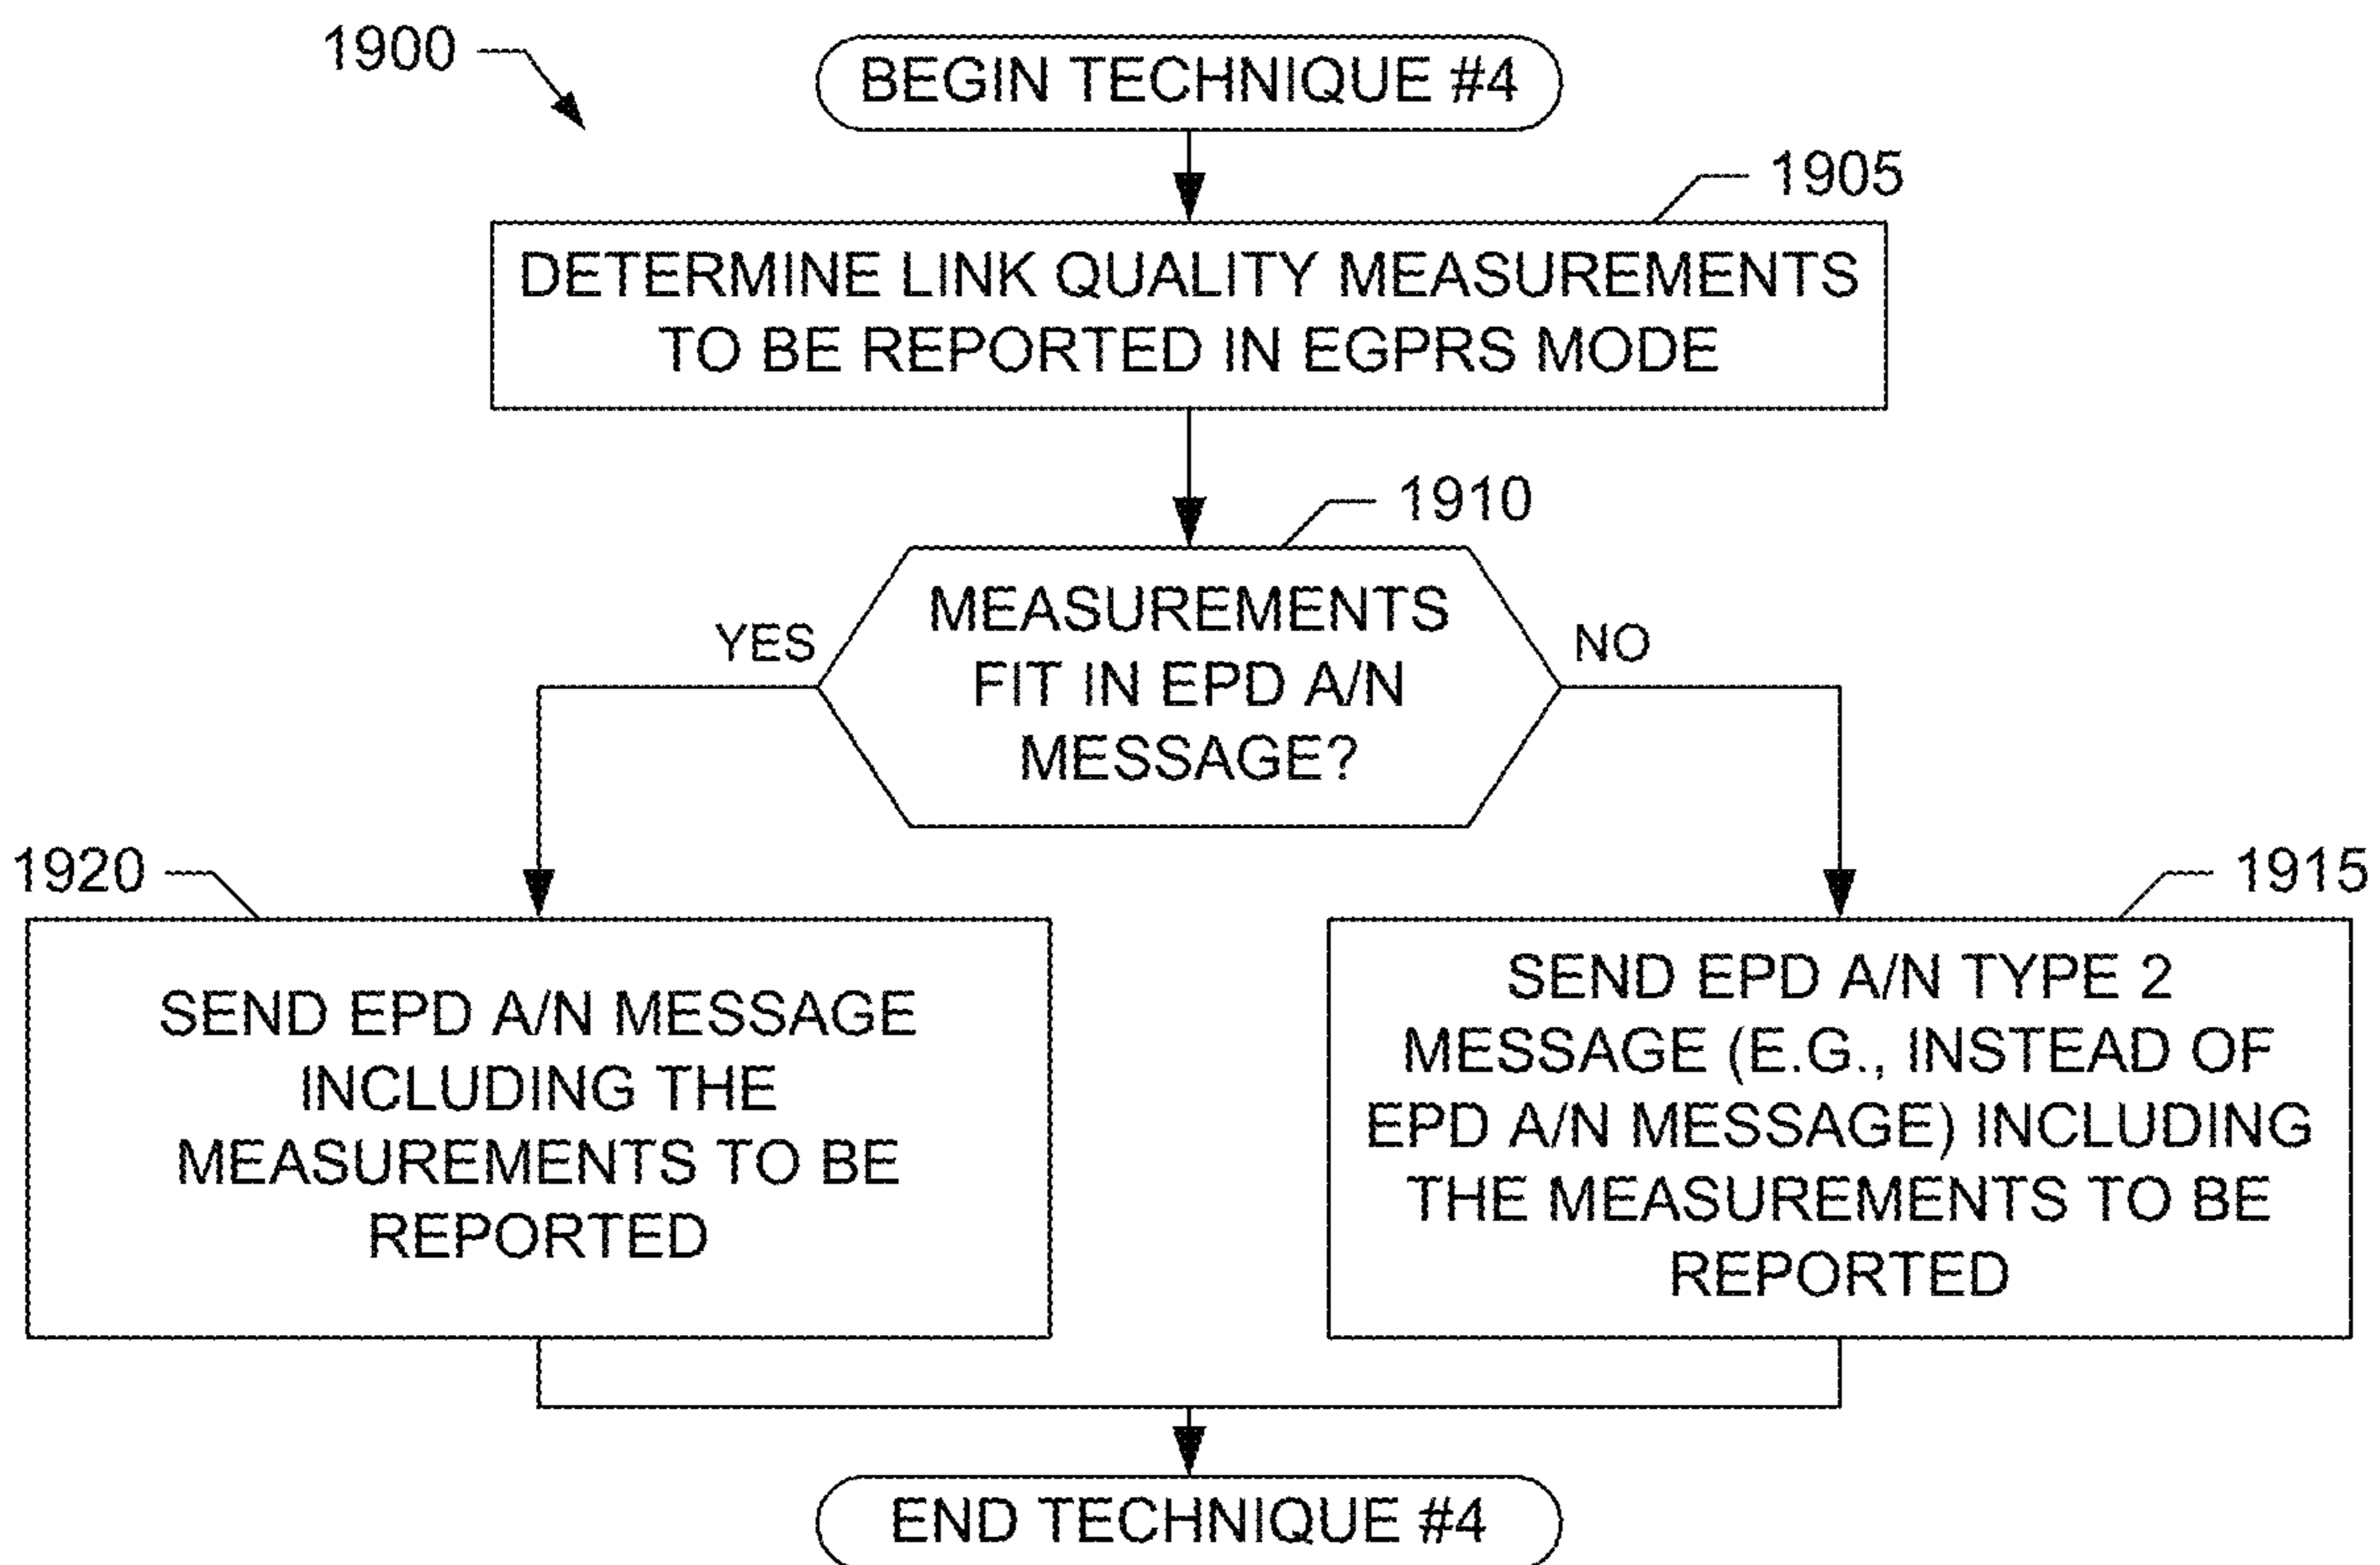 1900
BEGIN TECHNIQUE #4
1905
DETERMINE LINK QUALITY MEASUREMENTS
TO BE REPORTED IN EGPRS MODE
1910
MEASUREMENTS
FIT IN EPD A/N
MESSAGE?
YES
NO
1920
SEND EPD A/N MESSAGE
INCLUDING THE
MEASUREMENTS TO BE
REPORTED
1915
SEND EPD A/N TYPE 2
MESSAGE (E.G., INSTEAD OF
EPD A/N MESSAGE) INCLUDING
THE MEASUREMENTS TO BE
REPORTED
END TECHNIQUE #4